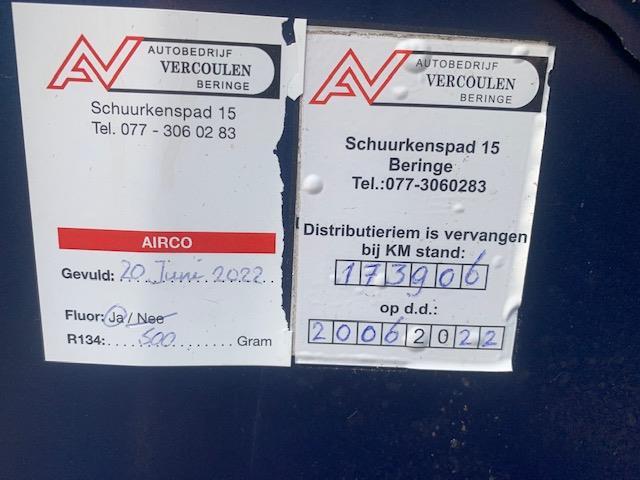 AUTOBEDRIJF
VERCOULEN
BERINGE
Schuurkenspad 15
Tel. 077 - 306 02 83
AIRCO
Gevuld: 20 Juni 2022
Fluor: Ja / Nee
R134: 500 Gram
AUTOBEDRIJF
VERCOULEN
BERINGE
Schuurkenspad 15
Beringe
Tel.:077-3060283
Distributieriem is vervangen
bij KM stand:
173906
op d.d.:
20062022